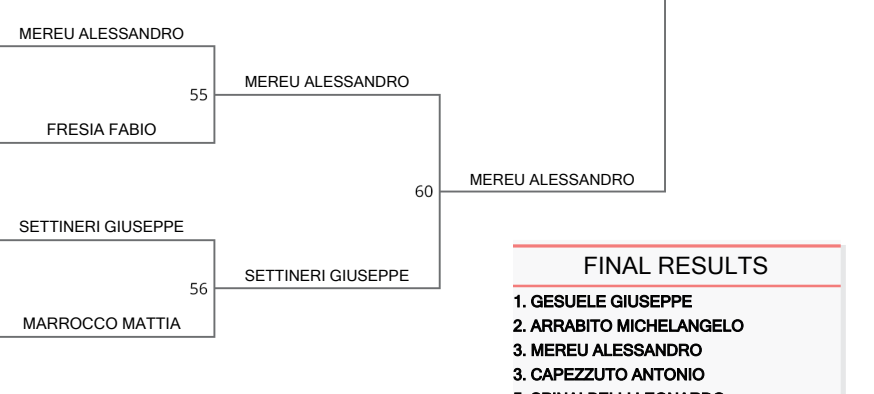 MEREU ALESSANDRO
MEREU ALESSANDRO
55
FRESIA FABIO
MEREU ALESSANDRO
60
SETTINERI GIUSEPPE
SETTINERI GIUSEPPE
56
MARROCCO MATTIA
FINAL RESULTS
1. GESUELE GIUSEPPE
2. ARRABITO MICHELANGELO
3. MEREU ALESSANDRO
3. CAPEZZUTO ANTONIO